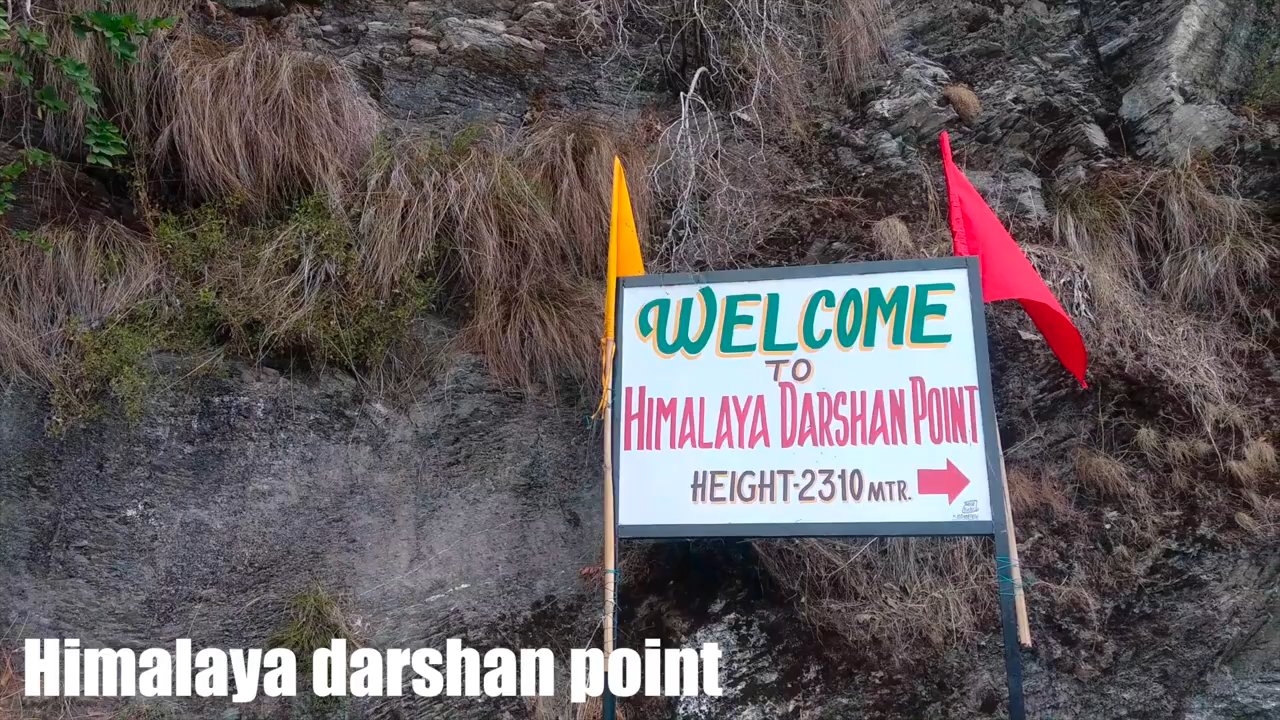 WELCOME
TO
HIMALAYA DARSHAN POINT
HEIGHT-2310 MTR.
Himalaya darshan point